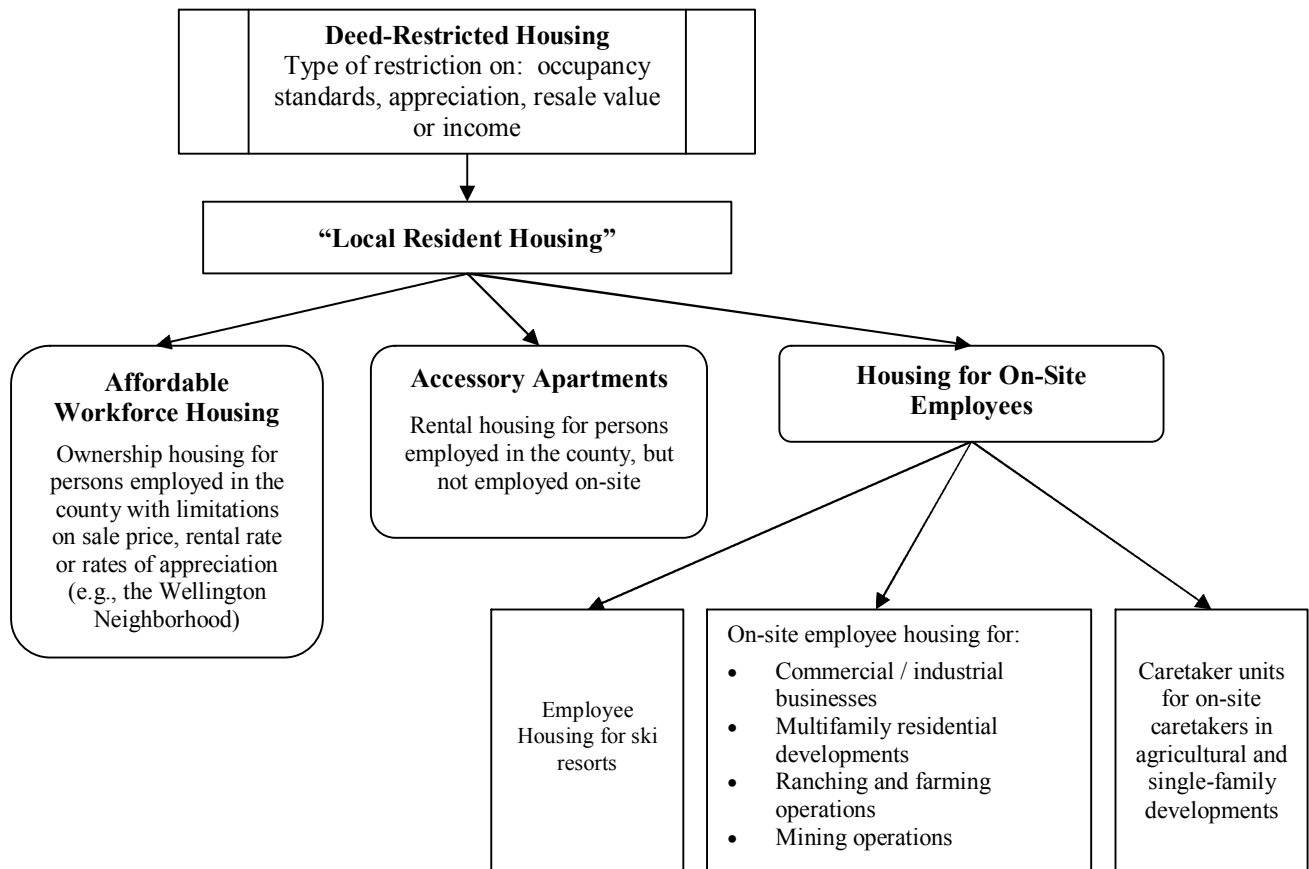 Deed-Restricted Housing
Type of restriction on:  occupancy
standards, appreciation, resale value
or income
“Local Resident Housing”
Affordable
Workforce Housing
Ownership housing for
persons employed in the
county with limitations
on sale price, rental rate
or rates of appreciation
(e.g., the Wellington
Neighborhood)
Accessory Apartments
Rental housing for persons
employed in the county, but
not employed on-site
Housing for On-Site
Employees
Employee
Housing for ski
resorts
On-site employee housing for:
• Commercial / industrial
businesses
• Multifamily residential
developments
• Ranching and farming
operations
• Mining operations
Caretaker units
for on-site
caretakers in
agricultural and
single-family
developments